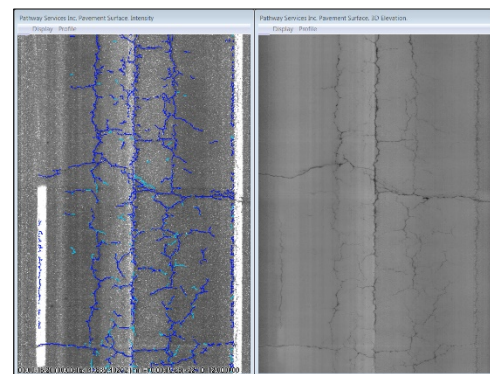 Pathway Services Inc. Pavement Surface. Intensity
Display Profile
Pathway Services Inc. Pavement Surface. 3D Elevation
Display Profile